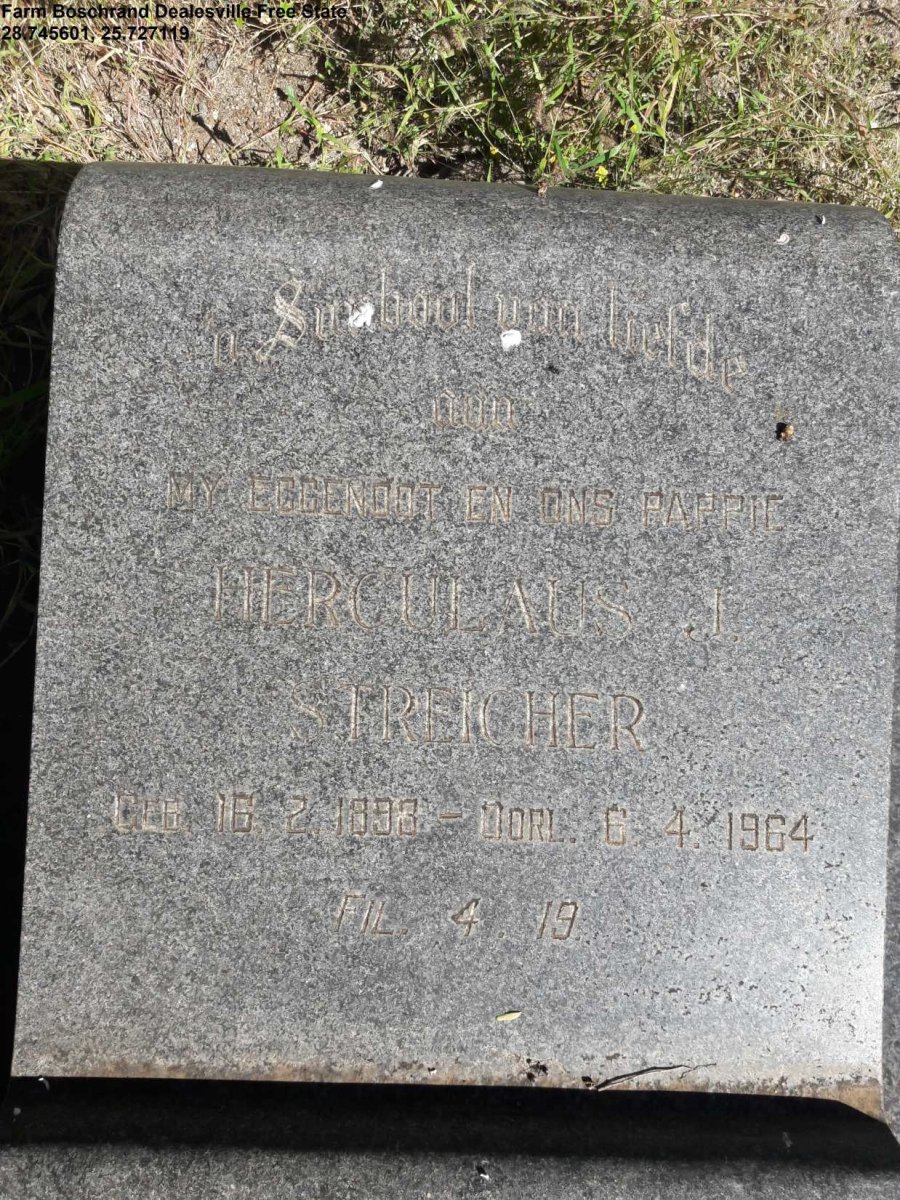 Farm Boschrand Dealesville Free State
28.745601, 25.727119
'n Simbool van liefde
aan
MY EGGENOOT EN ONS PAPPIE
HERCULAUS J.
STREICHER
GEB. 18. 2. 1898 – OORL. 6. 4. 1964
FIL. 4. 19.